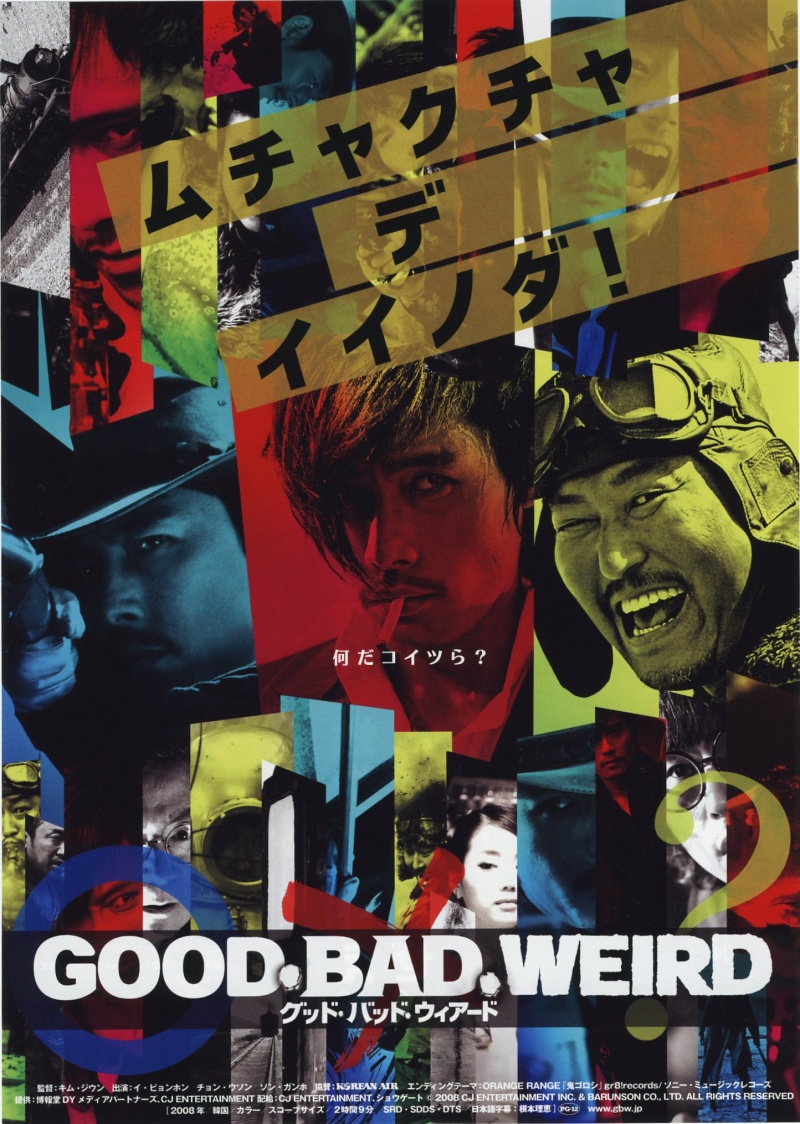 ムチャクチャ
デ
イイノダ!
何だコイツら?
GOOD.BAD.WEIRD
グッド・バッド・ウィアード
監督:キム・ジウン 出演:イ・ビョンホン チョン・ウソン ソン・ガンホ 協賛:KOREAN AIR エンディングテーマ:ORANGE RANGE「鬼ゴロシ」gr8!records/ソニー・ミュージックレコーズ
提供:博報堂DYメディアパートナーズ、CJ ENTERTAINMENT 配給:CJ ENTERTAINMENT、ショウゲート © 2008 CJ ENTERTAINMENT INC. & BARUNSON CO., LTD. ALL RIGHTS RESERVED
[2008年 韓国 カラー スコープサイズ 2時間9分 SRD・SDDS・DTS 日本語字幕:根本理恵] PG-12 www.gbw.jp